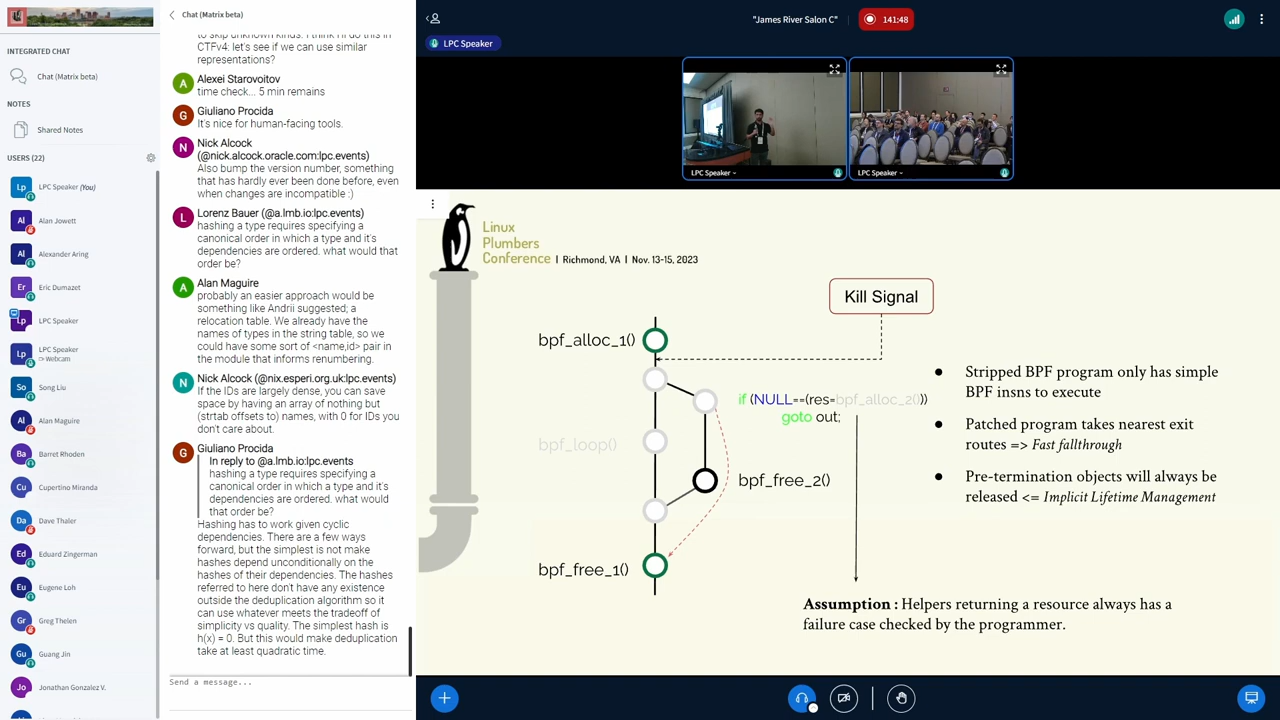 INTEGRATED CHAT
Chat (Matrix beta)
NOTES
Shared Notes
USERS (22)
Lp LPC Speaker (You)
Al Alan Jowett
Al Alexander Aring
Er Eric Dumazet
Lp LPC Speaker
Lp LPC Speaker
Webcam
So Song Liu
Al Alan Maguire
Ba Barret Rhoden
Cu Cupertino Miranda
Da Dave Thaler
Ed Eduard Zingerman
Eu Eugene Loh
Gr Greg Thelen
Gu Guang Jin
Jo Jonathan Gonzalez V.
Chat (Matrix beta)
to skip unknown kinds. I think I'll do this in
CTFv4: let's see if we can use similar
representations?
A Alexei Starovoitov
time check... 5 min remains
G Giuliano Procida
It's nice for human-facing tools.
N Nick Alcock
(@nick.alcock.oracle.com:lpc.events)
Also bump the version number, something
that has hardly ever been done before, even
when changes are incompatible :)
L Lorenz Bauer (@a.lmb.io:lpc.events)
hashing a type requires specifying a
canonical order in which a type and it's
dependencies are ordered. what would that
order be?
A Alan Maguire
probably an easier approach would be
something like Andrii suggested; a
relocation table. We already have the
names of types in the string table, so we
could have some sort of <name,id> pair in
the module that informs renumbering.
N Nick Alcock (@nix.esperi.org.uk:lpc.events)
If the IDs are largely dense, you can save
space by having an array of nothing but
(strtab offsets to) names, with 0 for IDs you
don't care about.
G Giuliano Procida
In reply to @a.lmb.io:lpc.events
hashing a type requires specifying a
canonical order in which a type and it's
dependencies are ordered. what would
that order be?
Hashing has to work given cyclic
dependencies. There are a few ways
forward, but the simplest is not make
hashes depend unconditionally on the
hashes of their dependencies. The hashes
referred to here don't have any existence
outside the deduplication algorithm so it
can use whatever meets the tradeoff of
simplicity vs quality. The simplest hash is
h(x) = 0. But this would make deduplication
take at least quadratic time.
Send a message...
"James River Salon C"
141:48
LPC Speaker
LPC Speaker
LPC Speaker
Linux
Plumbers
Conference | Richmond, VA | Nov. 13-15, 2023
Kill Signal
bpf_alloc_1()
if (NULL==(res=bpf_alloc_2()))
goto out;
bpf_loop()
bpf_free_2()
bpf_free_1()
● Stripped BPF program only has simple
BPF insns to execute
● Patched program takes nearest exit
routes => Fast fallthrough
● Pre-termination objects will always be
released <= Implicit Lifetime Management
Assumption : Helpers returning a resource always has a
failure case checked by the programmer.